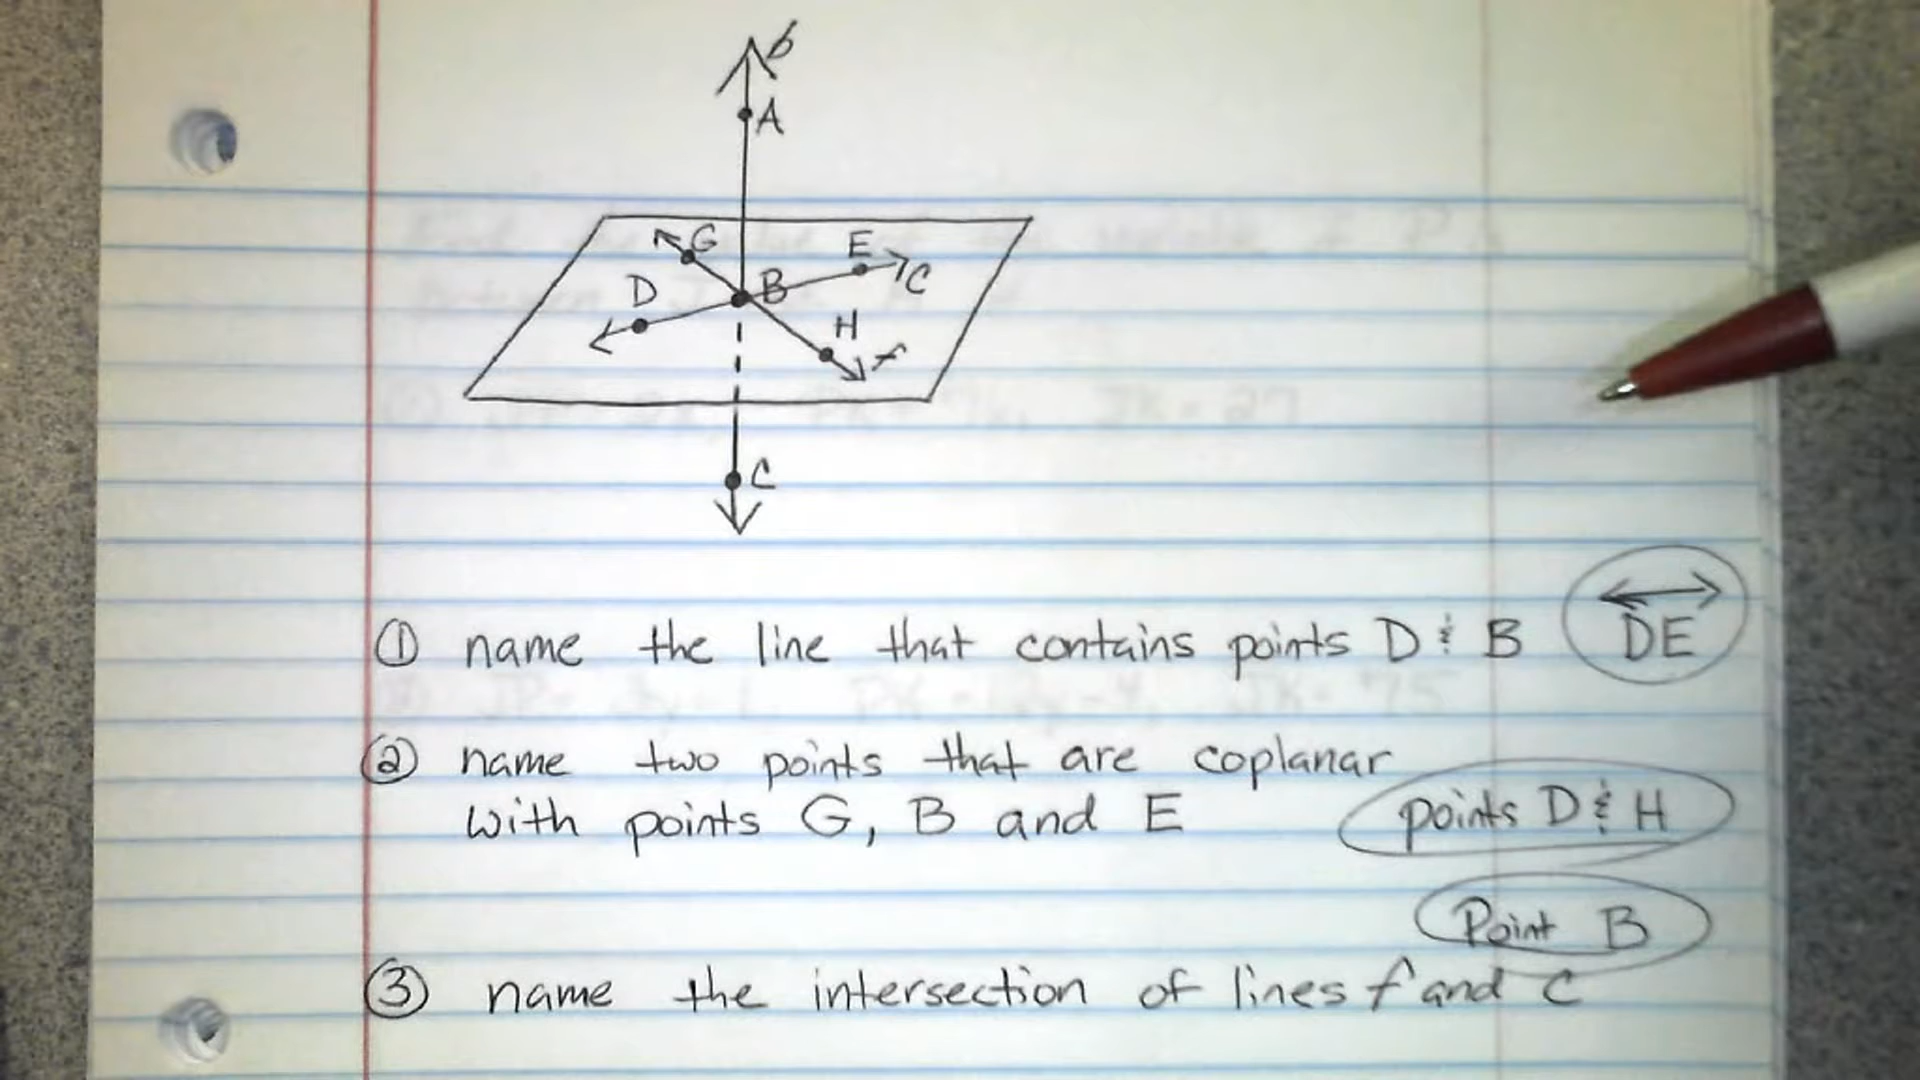 b
A
G
E
C
D
B
H
f
C
① name the line that contains points D & B
DE
② name two points that are coplanar
with points G, B and E
points D & H
Point B
③ name the intersection of lines f and c